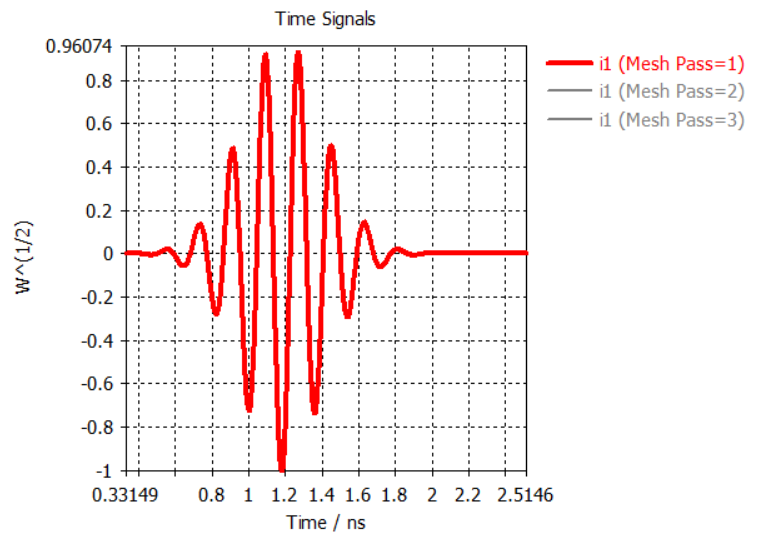 Time Signals
0.96074
0.8
0.6
0.4
0.2
0
-0.2
-0.4
-0.6
-0.8
-1
W^(1/2)
0.33149 0.8 1 1.2 1.4 1.6 1.8 2 2.2 2.5146
Time / ns
i1 (Mesh Pass=1)
i1 (Mesh Pass=2)
i1 (Mesh Pass=3)